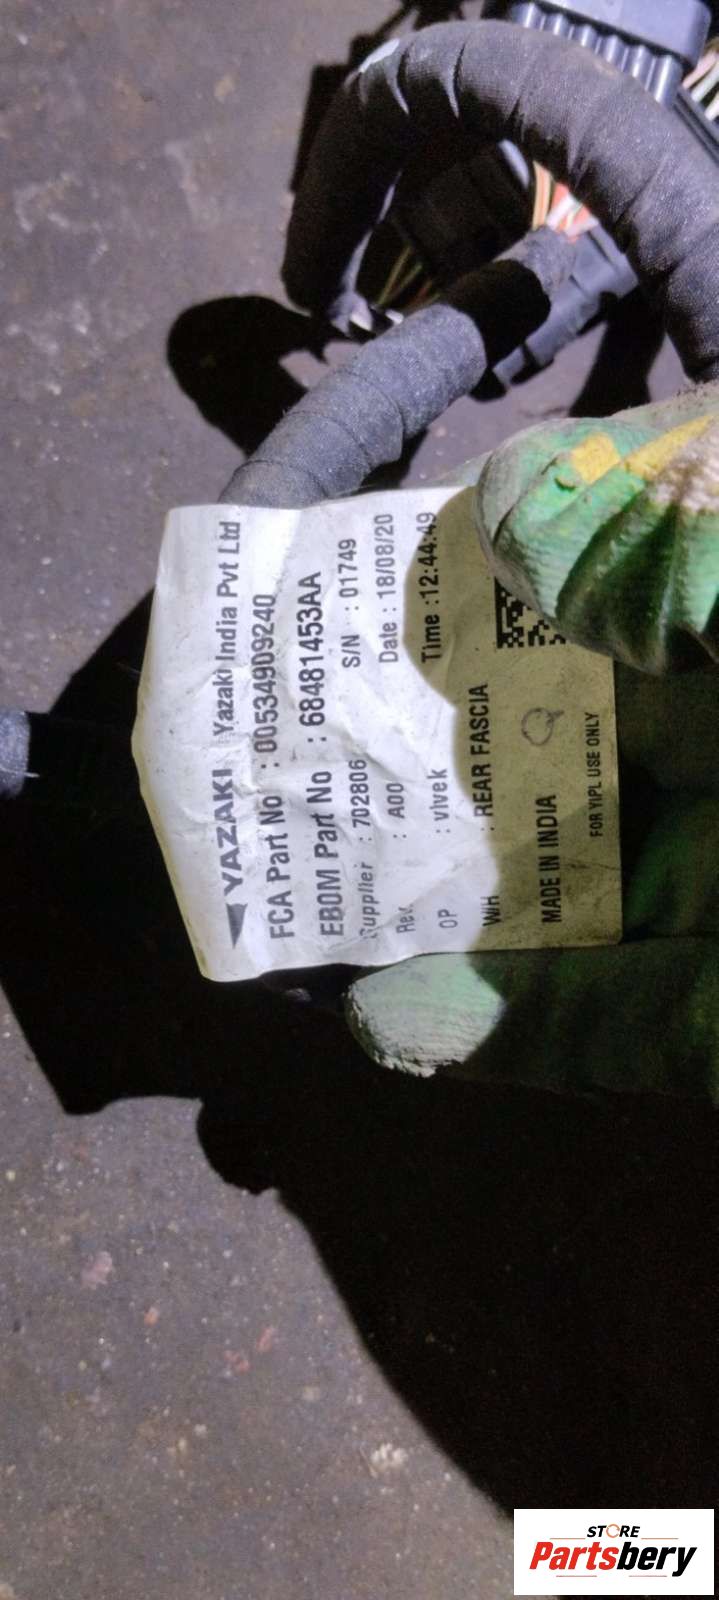 YAZAKI Yazaki India Pvt Ltd
FCA Part No : 00534909240
EBOM Part No : 68481453AA
Supplier : 702806 S/N : 01749
Rev. : A00 Date : 18/08/20
OP : vivek Time : 12:44:49
W/H : REAR FASCIA
MADE IN INDIA
FOR YIPL USE ONLY
STORE
Partsbery